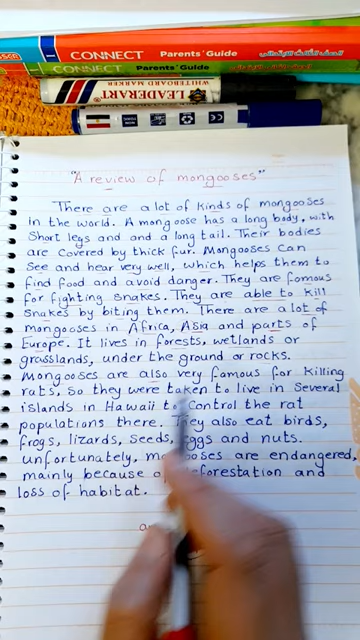 CONNECT Parents' Guide
CONNECT Parents' Guide
LEADERART WHITEBOARD MARKER
"A review of mongooses"
There are a lot of kinds of mongooses
in the world. A mongoose has a long body, with
short legs and and a long tail. Their bodies
are covered by thick fur. Mongooses can
see and hear very well, which helps them to
find food and avoid danger. They are famous
for fighting snakes. They are able to kill
snakes by biting them. There are a lot of
mongooses in Africa, Asia and parts of
Europe. It lives in forests, wetlands or
grasslands, under the ground or rocks.
Mongooses are also very famous for killing
rats, so they were taken to live in several
islands in Hawaii to control the rat
populations there. They also eat birds,
frogs, lizards, seeds, eggs and nuts.
Unfortunately, mongooses are endangered,
mainly because of deforestation and
loss of habitat.